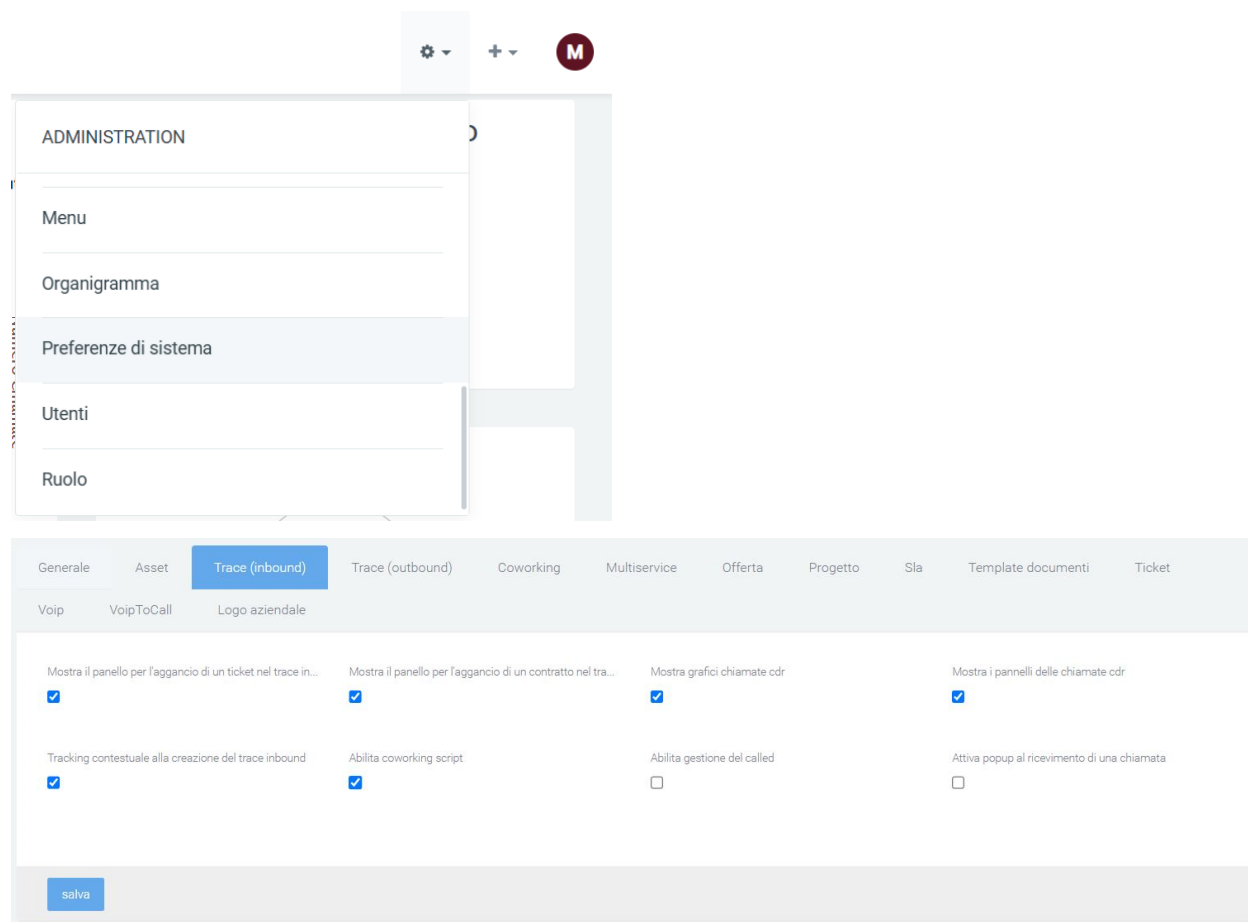 M
ADMINISTRATION
Menu
Organigramma
Preferenze di sistema
Utenti
Ruolo
Generale Asset Trace (inbound) Trace (outbound) Coworking Multiservice Offerta Progetto Sla Template documenti Ticket
Voip VoipToCall Logo aziendale
Mostra il panello per l'aggancio di un ticket nel trace in... Mostra il panello per l'aggancio di un contratto nel tra... Mostra grafici chiamate cdr Mostra i pannelli delle chiamate cdr
Tracking contestuale alla creazione del trace inbound Abilita coworking script Abilita gestione del called Attiva popup al ricevimento di una chiamata
salva